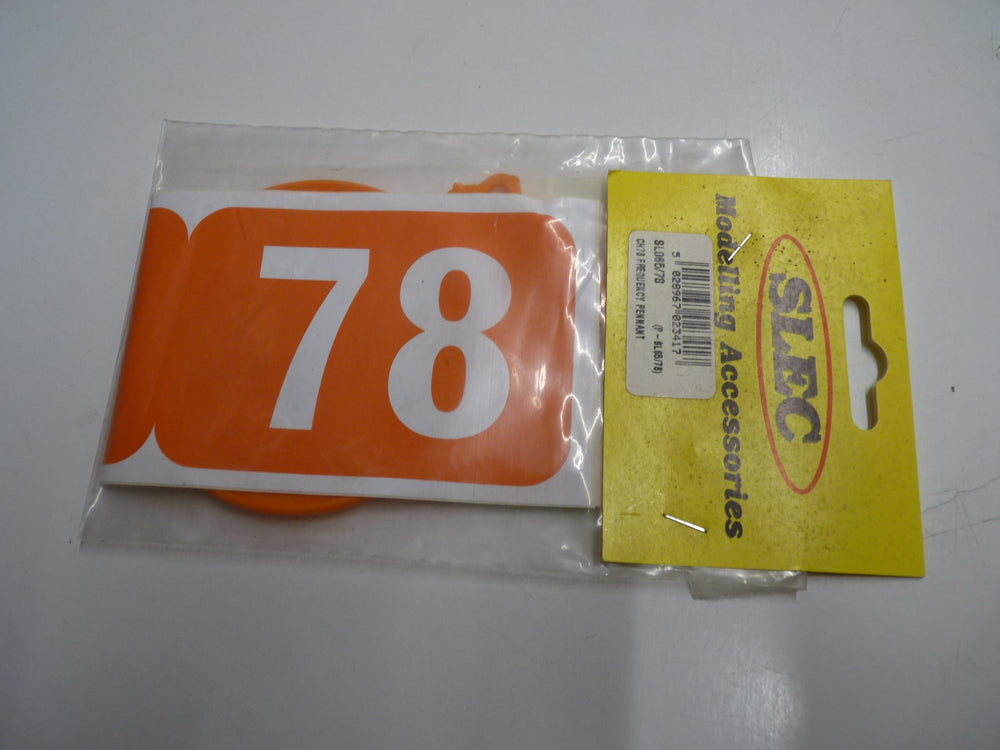 78
SLEC
Modelling Accessories
SL065/78 (P-SL65/78)
5 028967 023417
CH78 FREQUENCY PENNANT